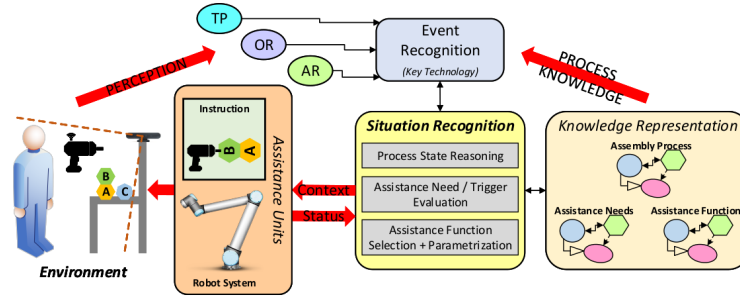 TP
OR
AR
Event
Recognition
(Key Technology)
PERCEPTION
PROCESS
KNOWLEDGE
Instruction
B
A
Assistance Units
Robot System
B
A
C
Environment
Context
Status
Situation Recognition
Process State Reasoning
Assistance Need / Trigger
Evaluation
Assistance Function
Selection + Parametrization
Knowledge Representation
Assembly Process
Assistance Needs
Assistance Function